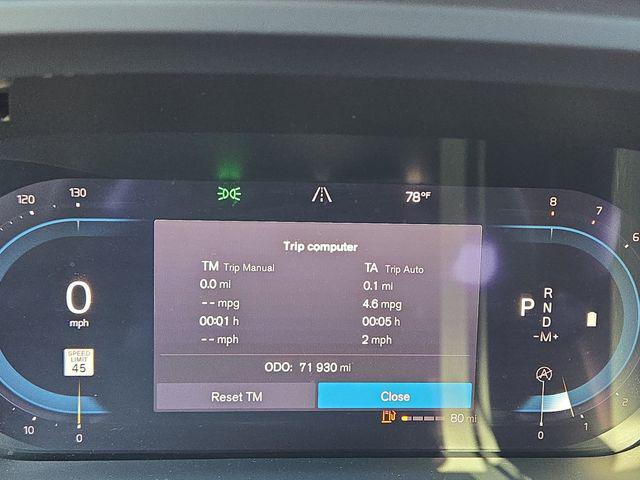 120
130
78°F
8
7
6
Trip computer
TM Trip Manual
TA Trip Auto
0.0 mi
0.1 mi
-- mpg
4.6 mpg
00:01 h
00:05 h
-- mph
2 mph
ODO: 71 930 mi
Reset TM
Close
0
mph
SPEED
LIMIT
45
P
R
N
D
-M+
A
80 mi
10
0
0
1
2